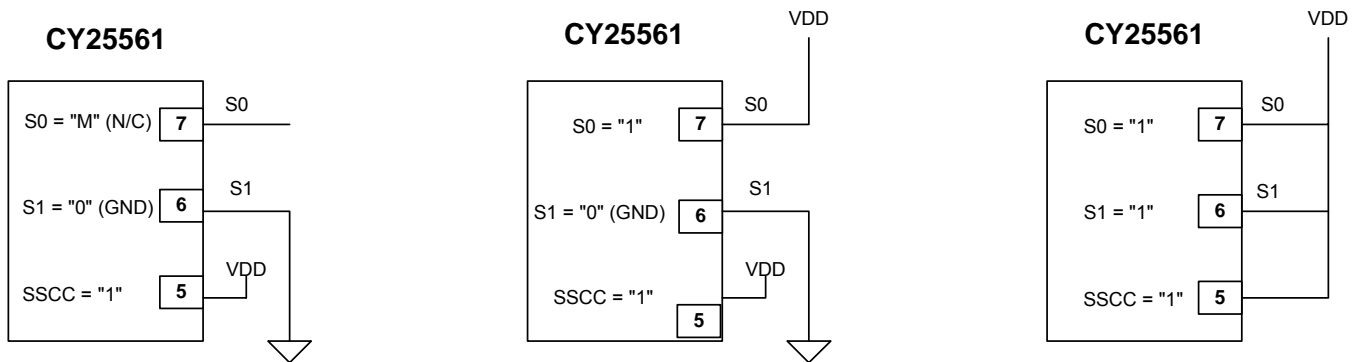 CY25561
S0 = "M" (N/C) 7 S0
S1 = "0" (GND) 6 S1
SSCC = "1" 5 VDD
VDD
CY25561
S0 = "1" 7 S0
S1 = "0" (GND) 6 S1
SSCC = "1" 5 VDD
VDD
CY25561
S0 = "1" 7 S0
S1 = "1" 6 S1
SSCC = "1" 5